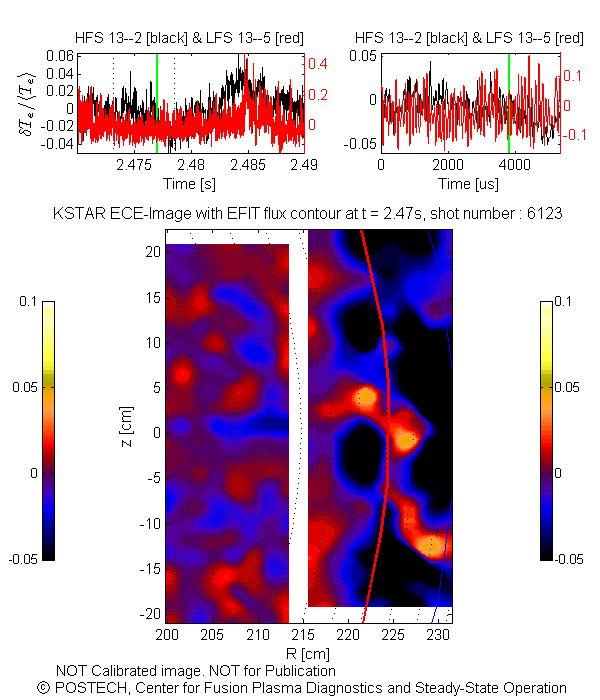 HFS 13--2 [black] & LFS 13--5 [red]
HFS 13--2 [black] & LFS 13--5 [red]
0.06
0.04
0.02
0
-0.02
-0.04
0.4
0.2
0
0.05
0
-0.05
0.1
0
-0.1
δI_e/⟨I_e⟩
2.475 2.48 2.485 2.49
0 2000 4000
Time [s]
Time [us]
KSTAR ECE-Image with EFIT flux contour at t = 2.47s, shot number : 6123
20
15
10
5
0
-5
-10
-15
-20
z [cm]
0.1
0.05
0
-0.05
0.1
0.05
0
-0.05
200 205 210 215 220 225 230
R [cm]
NOT Calibrated image. NOT for Publication
© POSTECH, Center for Fusion Plasma Diagnostics and Steady-State Operation